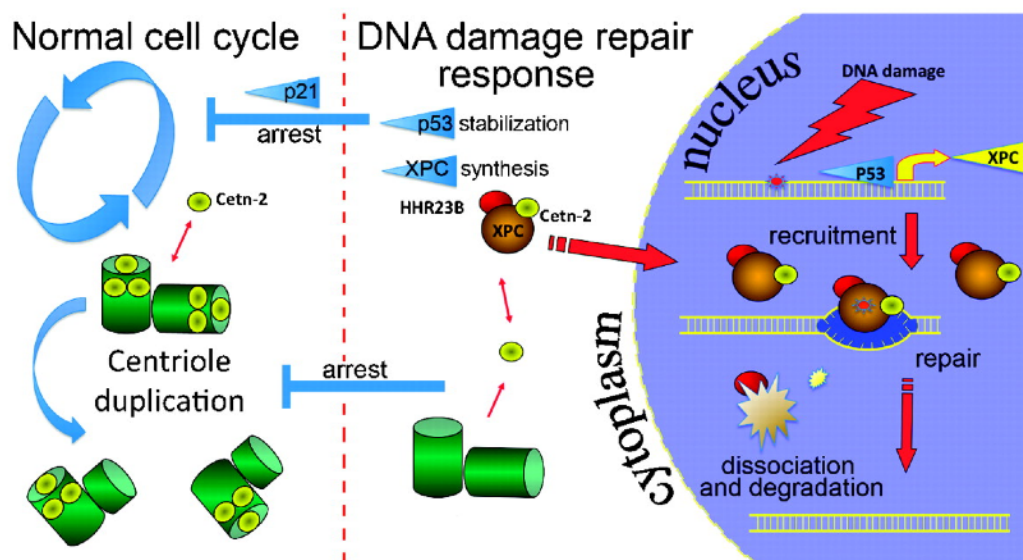 Normal cell cycle
p21
arrest
Cetn-2
Centriole
duplication
DNA damage repair
response
p53 stabilization
XPC synthesis
HHR23B
Cetn-2
XPC
arrest
nucleus
cytoplasm
DNA damage
P53
XPC
recruitment
repair
dissociation
and degradation